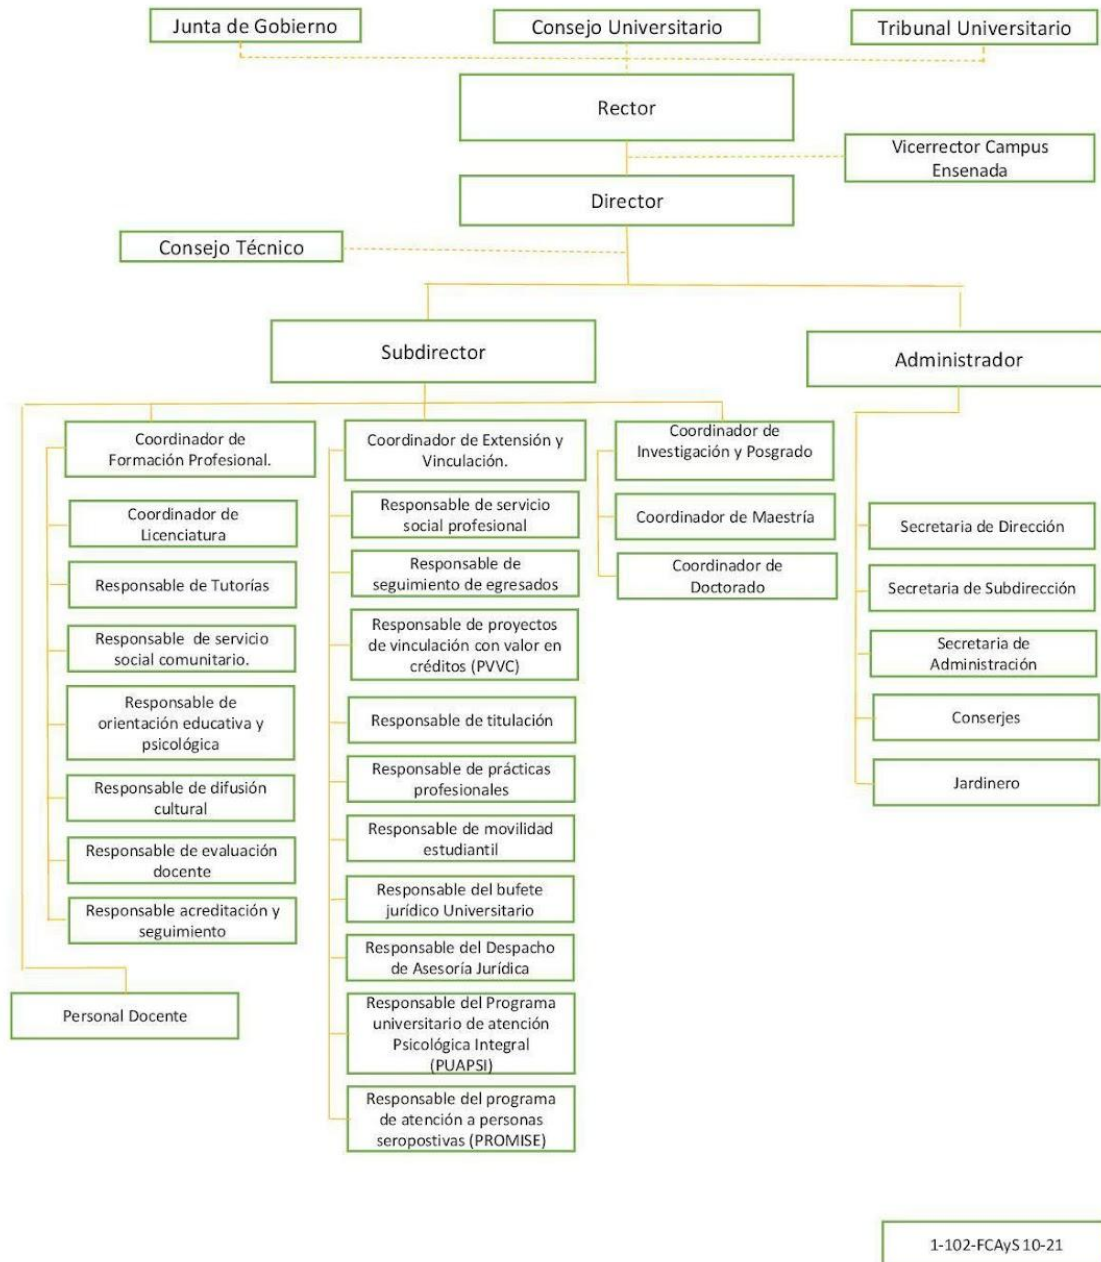 Junta de Gobierno
Consejo Universitario
Tribunal Universitario
Rector
Vicerrector Campus
Ensenada
Director
Consejo Técnico
Subdirector
Administrador
Coordinador de
Formación Profesional.
Coordinador de
Licenciatura
Responsable de Tutorías
Responsable de servicio
social comunitario.
Responsable de
orientación educativa y
psicológica
Responsable de difusión
cultural
Responsable de evaluación
docente
Responsable acreditación y
seguimiento
Personal Docente
Coordinador de Extensión y
Vinculación.
Responsable de servicio
social profesional
Responsable de
seguimiento de egresados
Responsable de proyectos
de vinculación con valor en
créditos (PVVC)
Responsable de titulación
Responsable de prácticas
profesionales
Responsable de movilidad
estudiantil
Responsable del bufete
jurídico Universitario
Responsable del Despacho
de Asesoría Jurídica
Responsable del Programa
universitario de atención
Psicológica Integral
(PUAPSI)
Responsable del programa
de atención a personas
seropostivas (PROMISE)
Coordinador de
Investigación y Posgrado
Coordinador de Maestría
Coordinador de
Doctorado
Secretaria de Dirección
Secretaria de Subdirección
Secretaria de
Administración
Conserjes
Jardinero
1-102-FCAyS 10-21